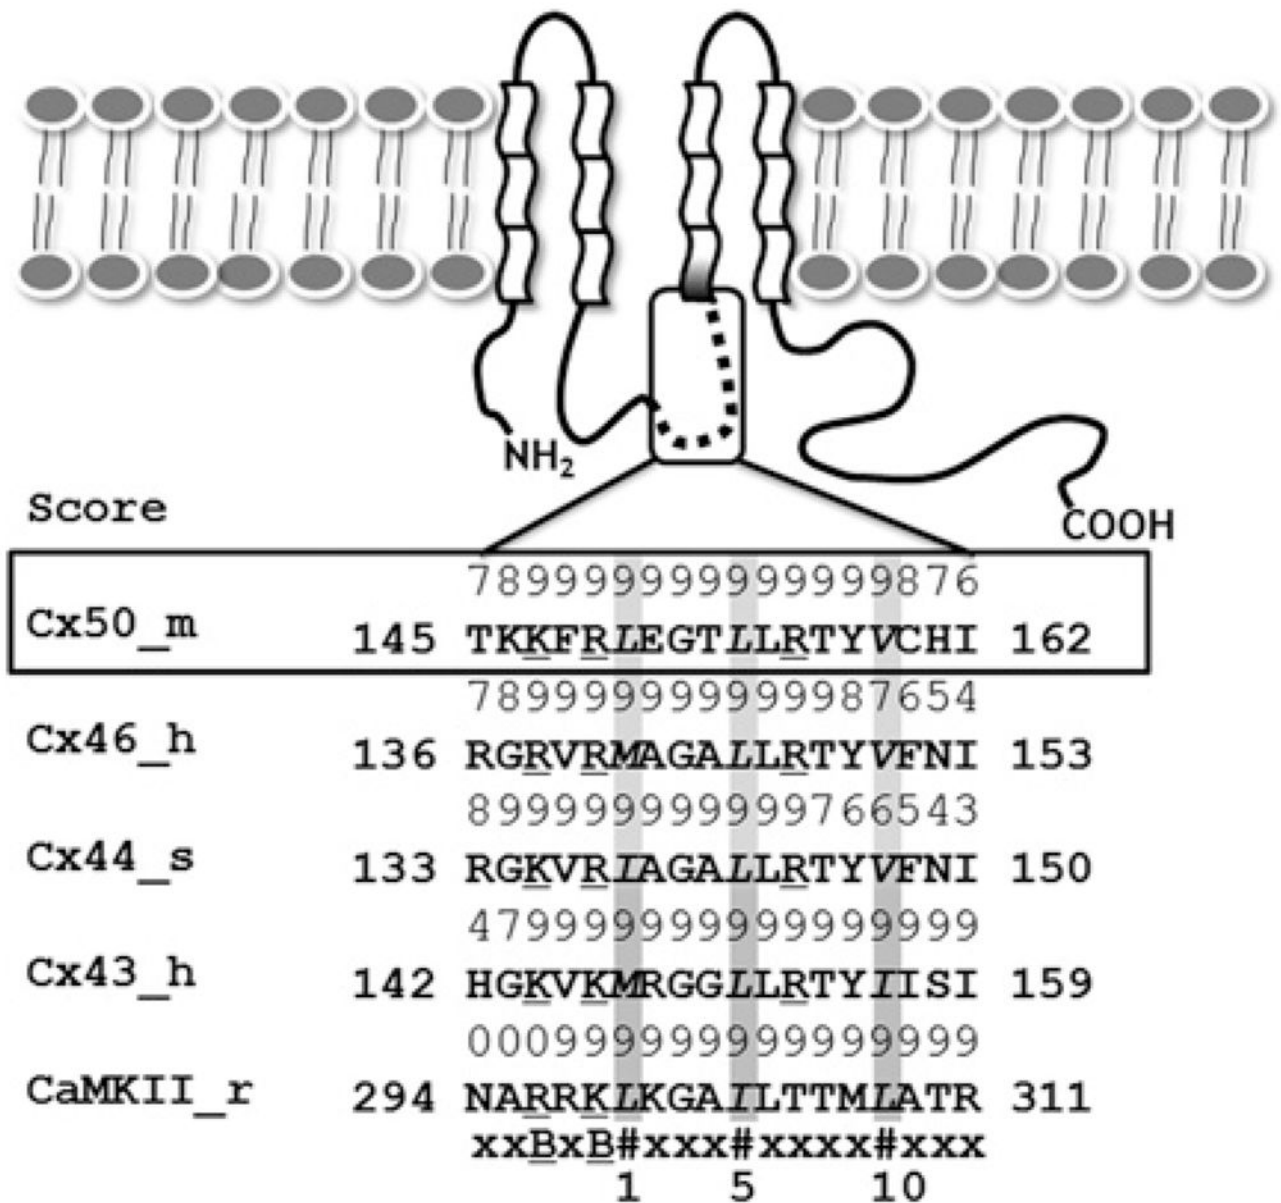 NH₂
COOH
Score
789999999999999876
Cx50_m 145 TKKFRLEGTLLRTYVCHI 162
789999999999987654
Cx46_h 136 RGRVRMAGALLRTYVFNI 153
899999999999766543
Cx44_s 133 RGKVRIAGALLRTYVFNI 150
479999999999999999
Cx43_h 142 HGKVKMRGGLLRTYIISI 159
000999999999999999
CaMKII_r 294 NARRKLKGAILTTMLATR 311
xxBxB#xxx#xxxx#xxx
1 5 10